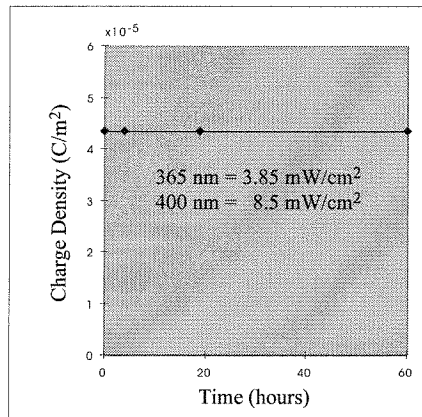 x10⁻⁵
6
5
4
3
2
1
0
Charge Density (C/m²)
365 nm = 3.85 mW/cm²
400 nm = 8.5 mW/cm²
0
20
40
60
Time (hours)